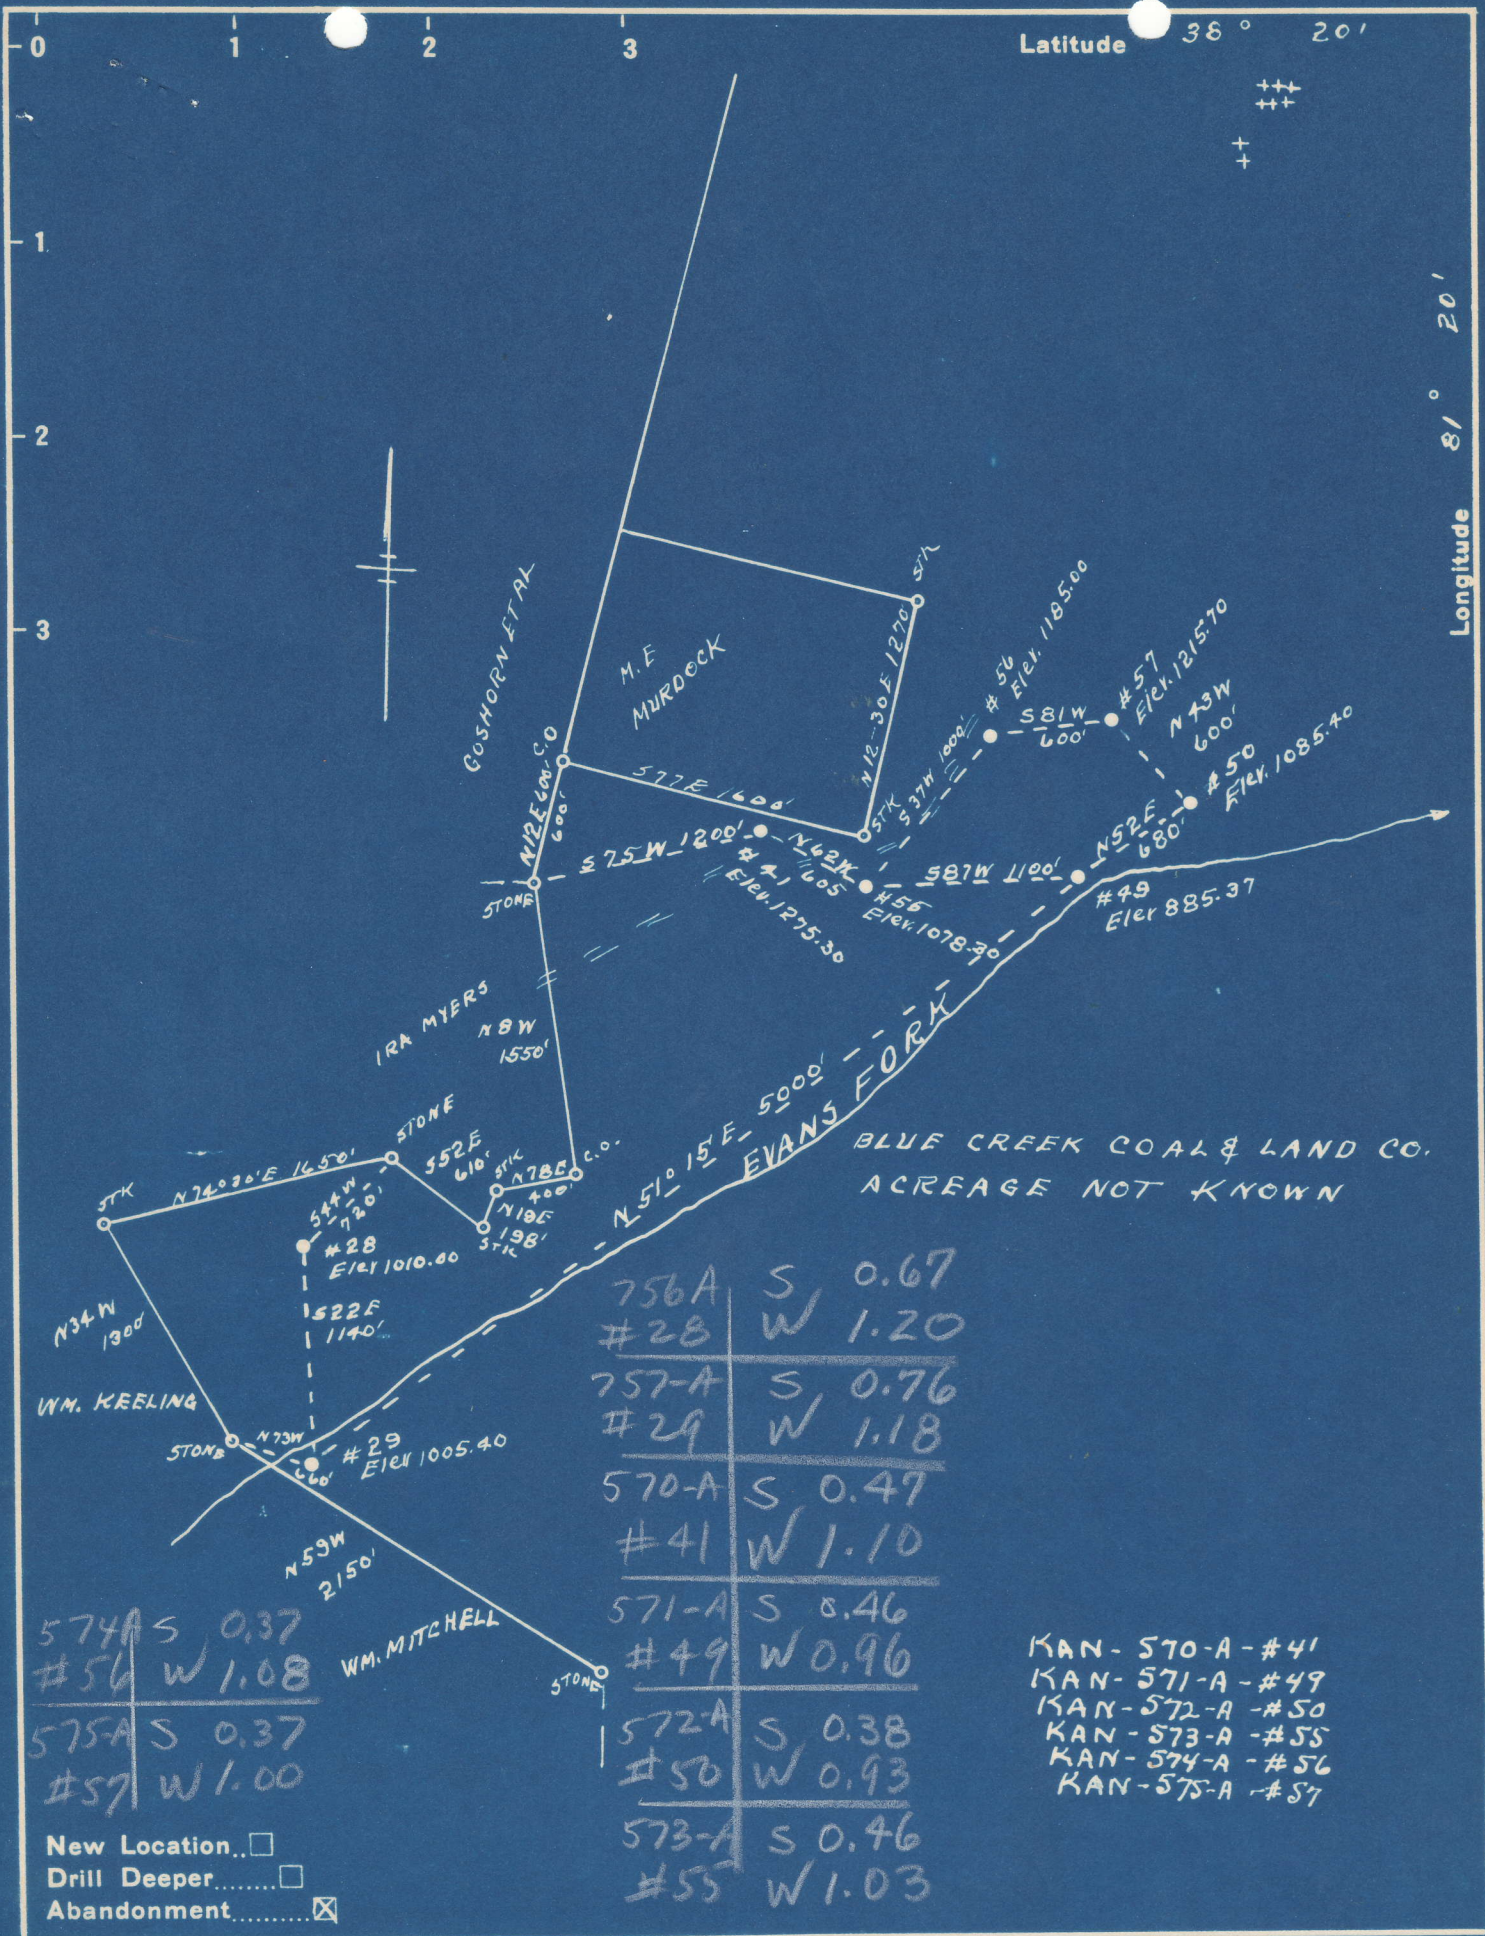 0 1 2 3
Latitude 38° 20'
1
2
3
Longitude 81° 20'
GOSHORN ET AL
M.E
MURDOCK
STK
N 12-30 E 1270'
C.O
N12E 600'
600'
S77E 1600'
STK
S 37W 1000'
#56
Elev. 1185.00
S81W
600'
#57
Elev. 1215.70
N43W
600'
#50
Elev. 1085.40
N52E
680'
S75W 1200'
#41
Elev. 1275.30
N62W
605
#55
Elev. 1078.30
S87W 1100'
#49
Elev 885.37
STONE
IRA MYERS
N8W
1550'
STONE
S52E
610'
STK
N78E
400'
C.O.
N18E
198'
STK
STK
N74°30'E 1650'
S44W
720'
#28
Elev 1010.00
S22E
1140'
N34W
1300'
WM. KEELING
STONE
N73W
660'
#29
Elev 1005.40
N 51° 15' E 5000'
EVANS FORK
BLUE CREEK COAL & LAND CO.
ACREAGE NOT KNOWN
N59W
2150'
WM. MITCHELL
STONE
756A S 0.67
#28 W 1.20
757-A S 0.76
#29 W 1.18
570-A S 0.47
#41 W 1.10
571-A S 0.46
#49 W 0.96
572-A S 0.38
#50 W 0.93
573-A S 0.46
#55 W 1.03
574A S 0.37
#56 W 1.08
575-A S 0.37
#57 W 1.00
KAN-570-A-#41
KAN-571-A-#49
KAN-572-A-#50
KAN-573-A-#55
KAN-574-A-#56
KAN-575-A-#57
New Location..☐
Drill Deeper........☐
Abandonment..........☒